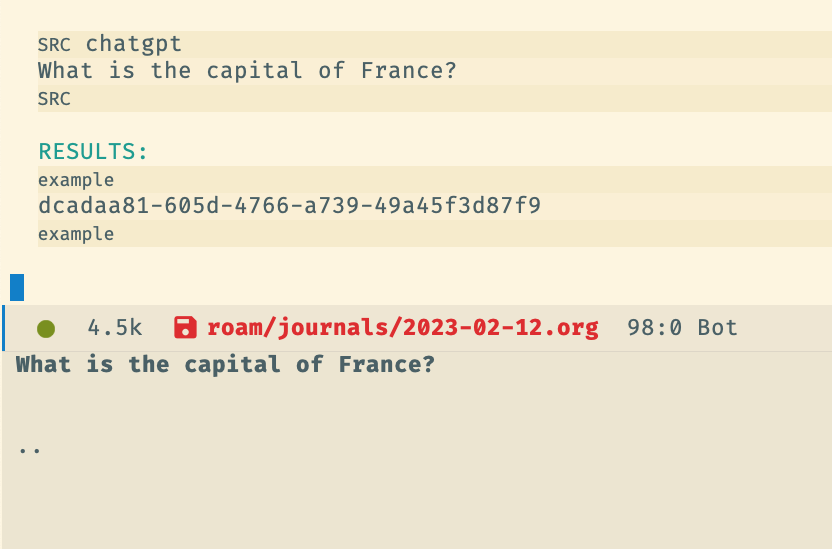 SRC chatgpt
What is the capital of France?
SRC
RESULTS:
example
dcadaa81-605d-4766-a739-49a45f3d87f9
example
4.5k roam/journals/2023-02-12.org 98:0 Bot
What is the capital of France?
..